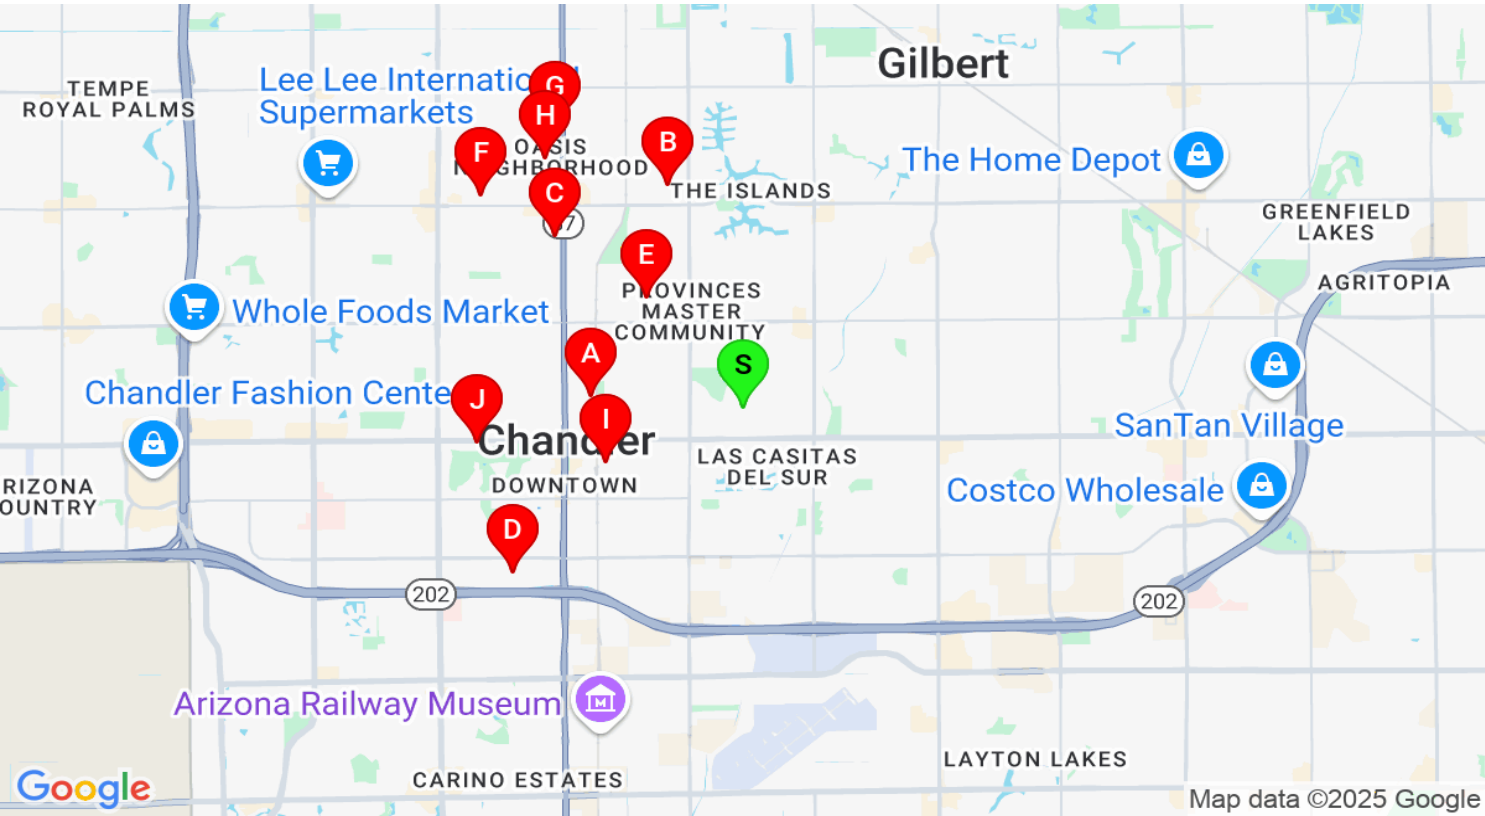 Gilbert
TEMPE
ROYAL PALMS
Lee Lee International
Supermarkets
G
H
F
B
OASIS
NEIGHBORHOOD
C
THE ISLANDS
The Home Depot
GREENFIELD
LAKES
E
AGRITOPIA
PROVINCES
MASTER
COMMUNITY
Whole Foods Market
A
S
Chandler Fashion Center
J
I
Chandler
DOWNTOWN
LAS CASITAS
DEL SUR
SanTan Village
Costco Wholesale
RIZONA
OUNTRY
D
202
202
Arizona Railway Museum
M
LAYTON LAKES
CARINO ESTATES
Google
Map data ©2025 Google